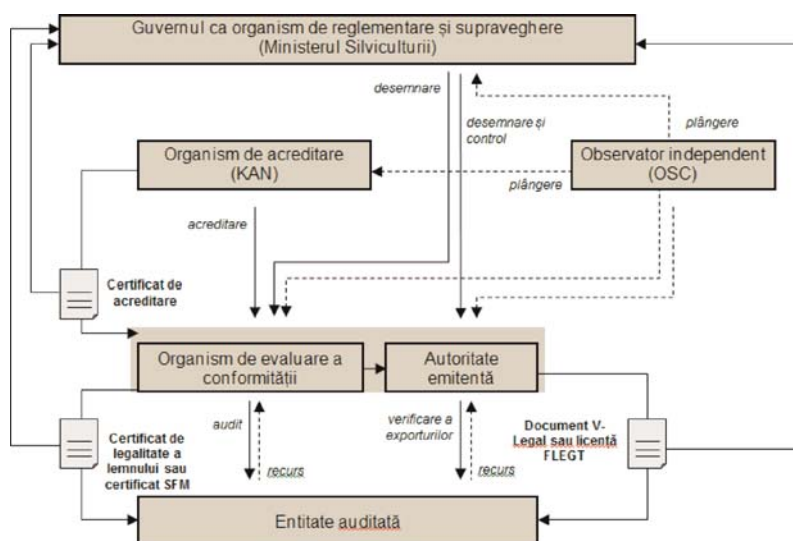 Guvernul ca organism de reglementare și supraveghere
(Ministerul Silviculturii)
desemnare
desemnare și
control
plângere
Organism de acreditare
(KAN)
Observator independent
(OSC)
plângere
acreditare
Certificat de
acreditare
Organism de evaluare a
conformității
Autoritate
emitentă
audit
verificare a
exporturilor
Certificat de
legalitate a
lemnului sau
certificat SFM
Document V-
Legal sau licență
FLEGT
recurs
recurs
Entitate auditată